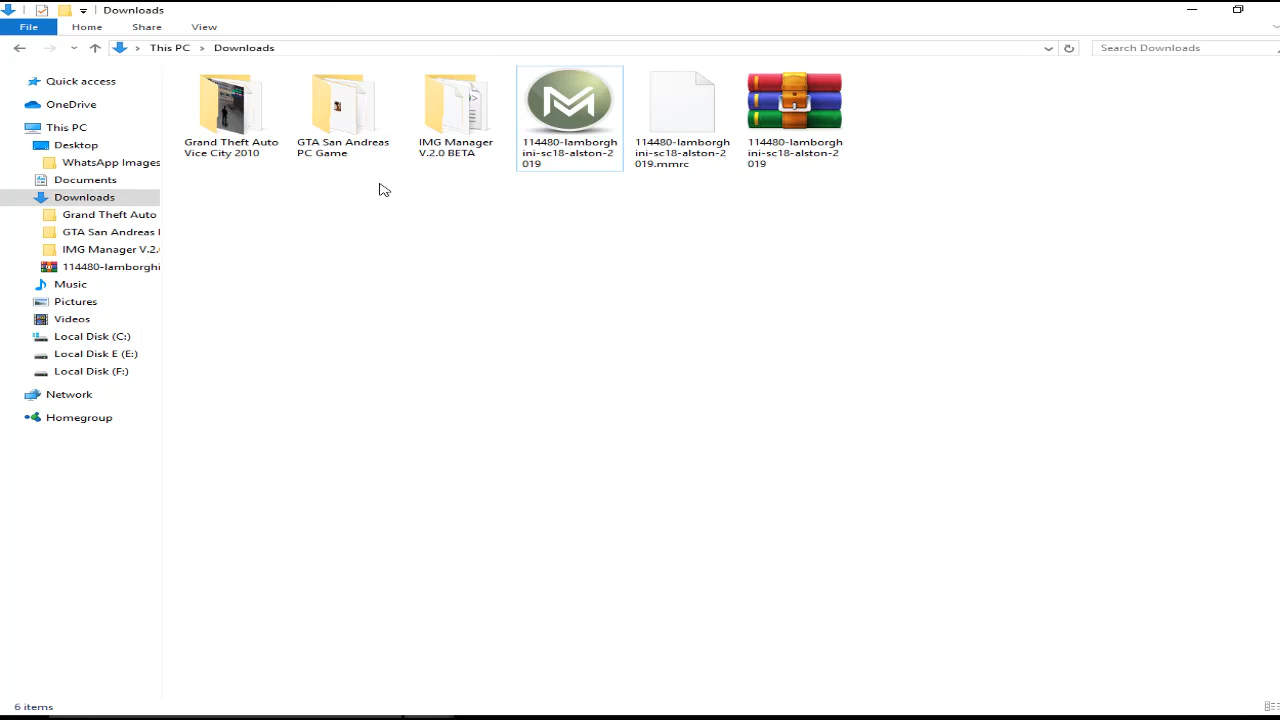 Downloads
File Home Share View
This PC Downloads
Search Downloads
Quick access
OneDrive
This PC
Desktop
WhatsApp Images
Documents
Downloads
Grand Theft Auto
GTA San Andreas
IMG Manager V.2.
114480-lamborghi
Music
Pictures
Videos
Local Disk (C:)
Local Disk E (E:)
Local Disk (F:)
Network
Homegroup
Grand Theft Auto
Vice City 2010
GTA San Andreas
PC Game
IMG Manager
V.2.0 BETA
114480-lamborgh
ini-sc18-alston-2
019
114480-lamborgh
ini-sc18-alston-2
019.mmrc
114480-lamborgh
ini-sc18-alston-2
019
6 items